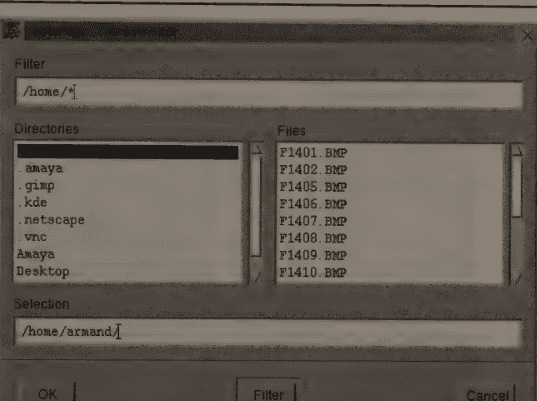 Filter
/home/*
Directories
Files
.amaya
.gimp
.kde
.netscape
.vnc
Amaya
Desktop
F1401.BMP
F1402.BMP
F1405.BMP
F1406.BMP
F1407.BMP
F1408.BMP
F1409.BMP
F1410.BMP
Selection
/home/armand/
OK
Filter
Cancel